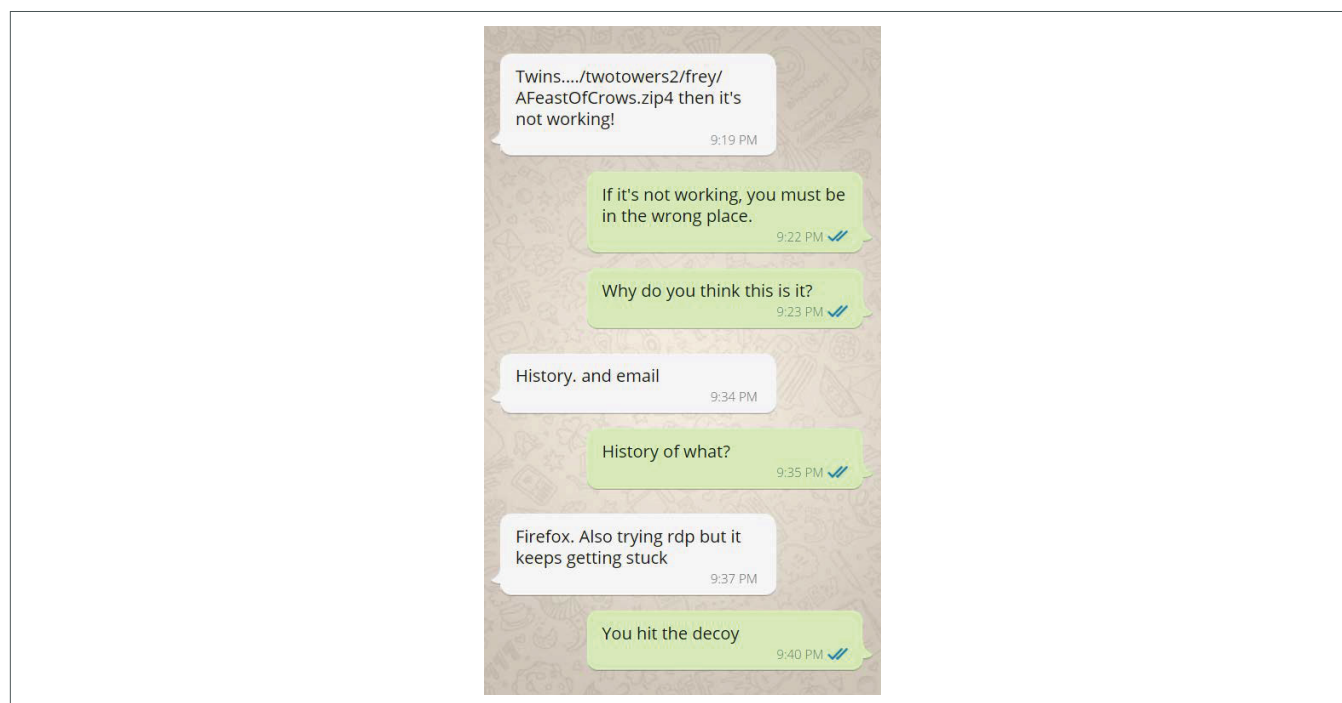 Twins..../twotowers2/frey/
AFeastOfCrows.zip4 then it's
not working!
9:19 PM
If it's not working, you must be
in the wrong place.
9:22 PM
Why do you think this is it?
9:23 PM
History. and email
9:34 PM
History of what?
9:35 PM
Firefox. Also trying rdp but it
keeps getting stuck
9:37 PM
You hit the decoy
9:40 PM